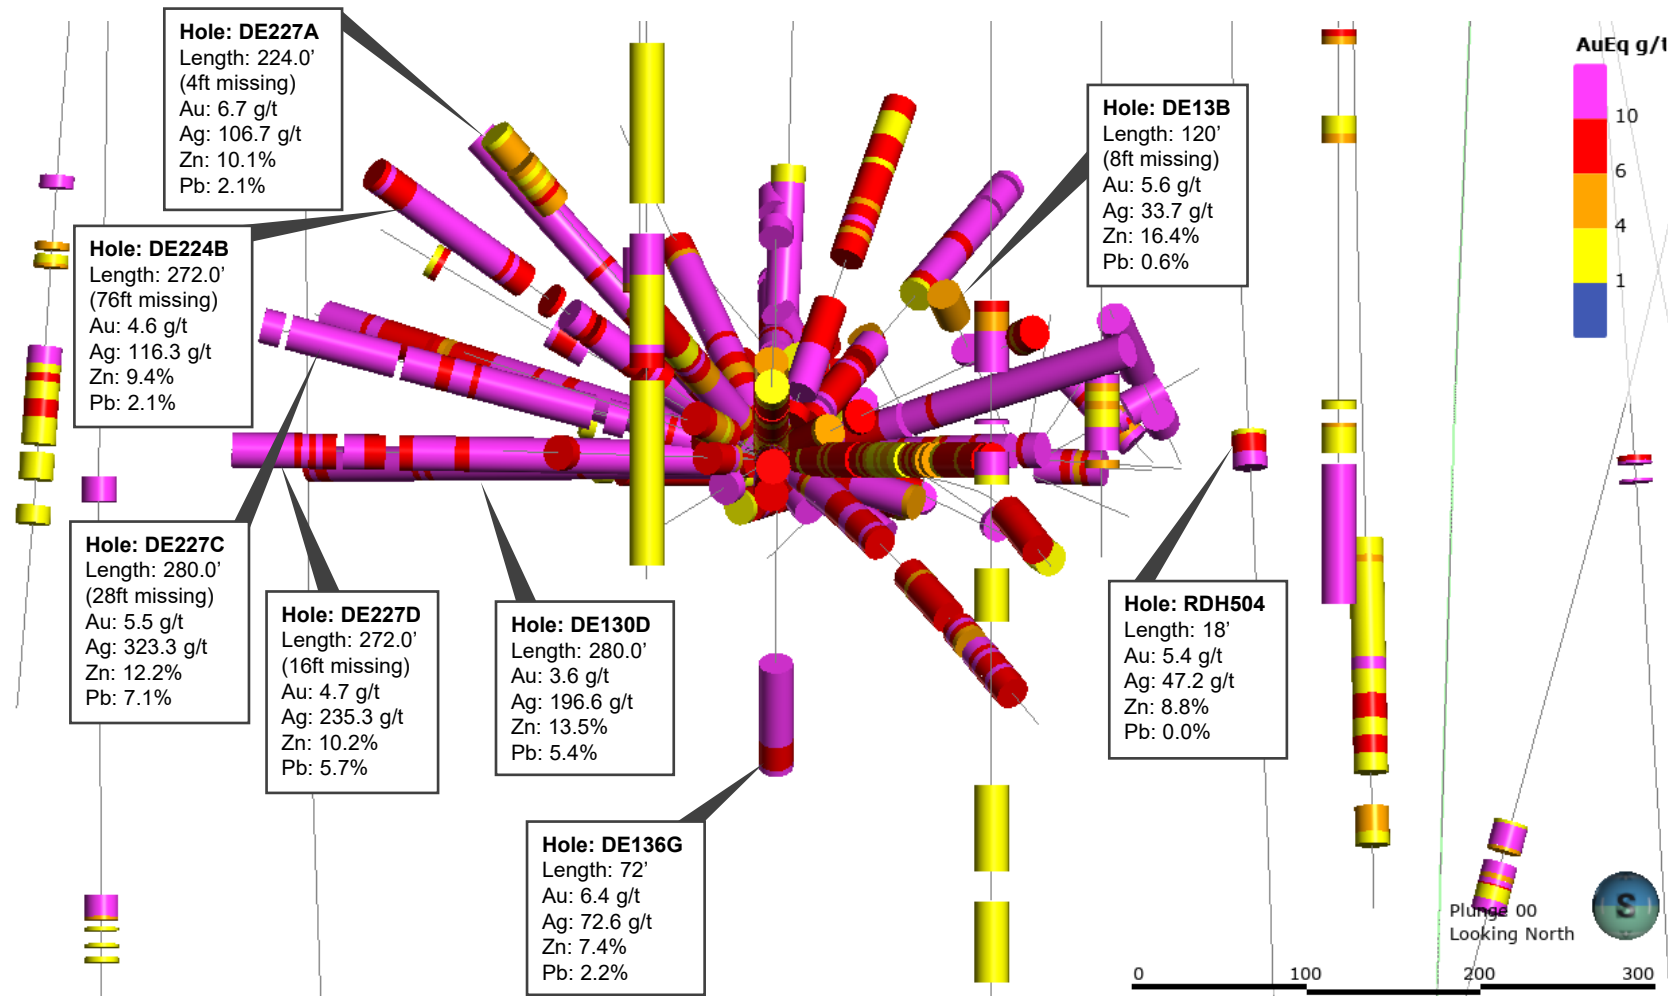 Hole: DE227A
Length: 224.0’
(4ft missing)
Au: 6.7 g/t
Ag: 106.7 g/t
Zn: 10.1%
Pb: 2.1%
Hole: DE224B
Length: 272.0’
(76ft missing)
Au: 4.6 g/t
Ag: 116.3 g/t
Zn: 9.4%
Pb: 2.1%
Hole: DE227C
Length: 280.0’
(28ft missing)
Au: 5.5 g/t
Ag: 323.3 g/t
Zn: 12.2%
Pb: 7.1%
Hole: DE227D
Length: 272.0’
(16ft missing)
Au: 4.7 g/t
Ag: 235.3 g/t
Zn: 10.2%
Pb: 5.7%
Hole: DE130D
Length: 280.0’
Au: 3.6 g/t
Ag: 196.6 g/t
Zn: 13.5%
Pb: 5.4%
Hole: DE136G
Length: 72’
Au: 6.4 g/t
Ag: 72.6 g/t
Zn: 7.4%
Pb: 2.2%
Hole: DE13B
Length: 120’
(8ft missing)
Au: 5.6 g/t
Ag: 33.7 g/t
Zn: 16.4%
Pb: 0.6%
Hole: RDH504
Length: 18’
Au: 5.4 g/t
Ag: 47.2 g/t
Zn: 8.8%
Pb: 0.0%
AuEq g/t
10
6
4
1
Plunge 00
Looking North
S
0 100 200 300